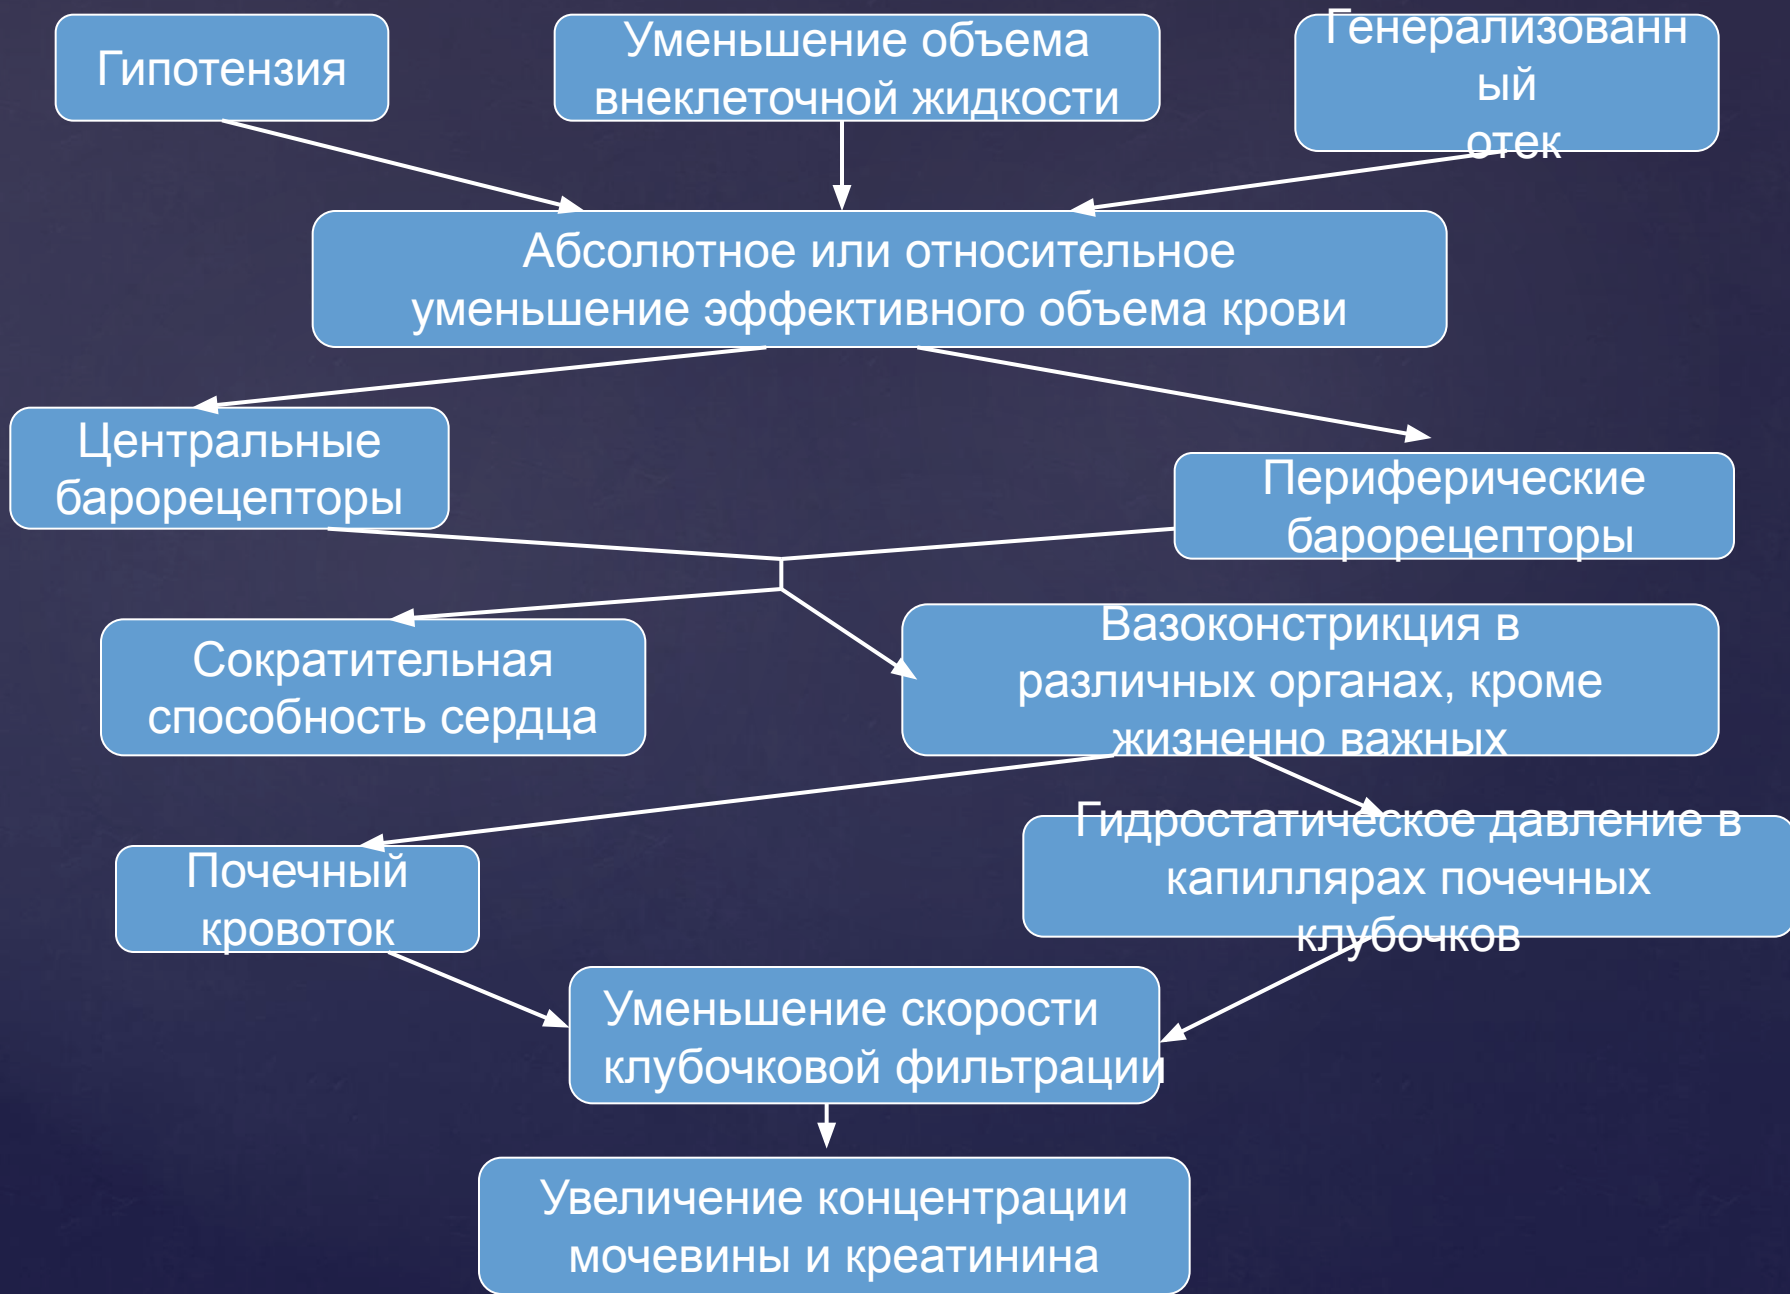 Гипотензия
Уменьшение объема
внеклеточной жидкости
Генерализованн
ый
отек
Абсолютное или относительное
уменьшение эффективного объема крови
Центральные
барорецепторы
Периферические
барорецепторы
Сократительная
способность сердца
Вазоконстрикция в
различных органах, кроме
жизненно важных
Почечный
кровоток
Гидростатическое давление в
капиллярах почечных
клубочков
Уменьшение скорости
клубочковой фильтрации
Увеличение концентрации
мочевины и креатинина